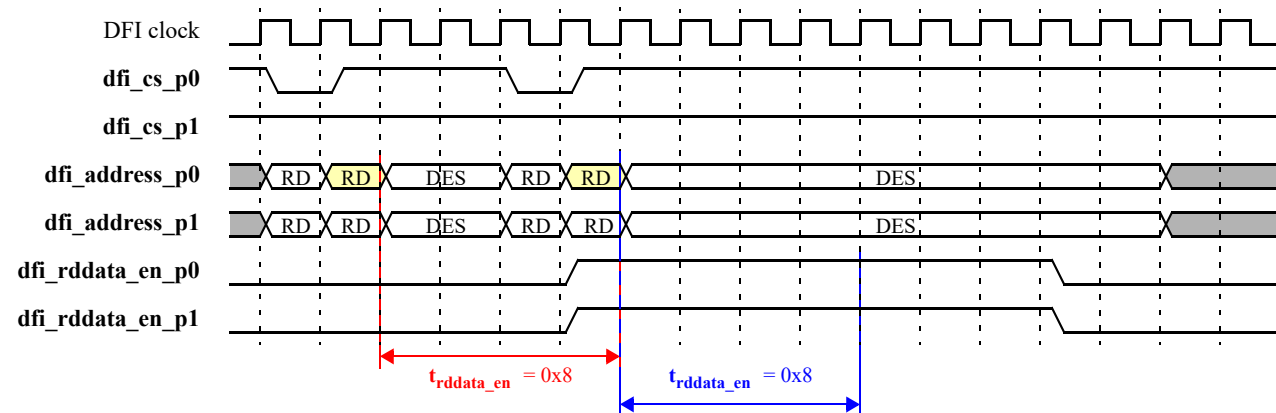 DFI clock
dfi_cs_p0
dfi_cs_p1
dfi_address_p0 RD RD DES RD RD DES
dfi_address_p1 RD RD DES RD RD DES
dfi_rddata_en_p0
dfi_rddata_en_p1
trddata_en = 0x8 trddata_en = 0x8